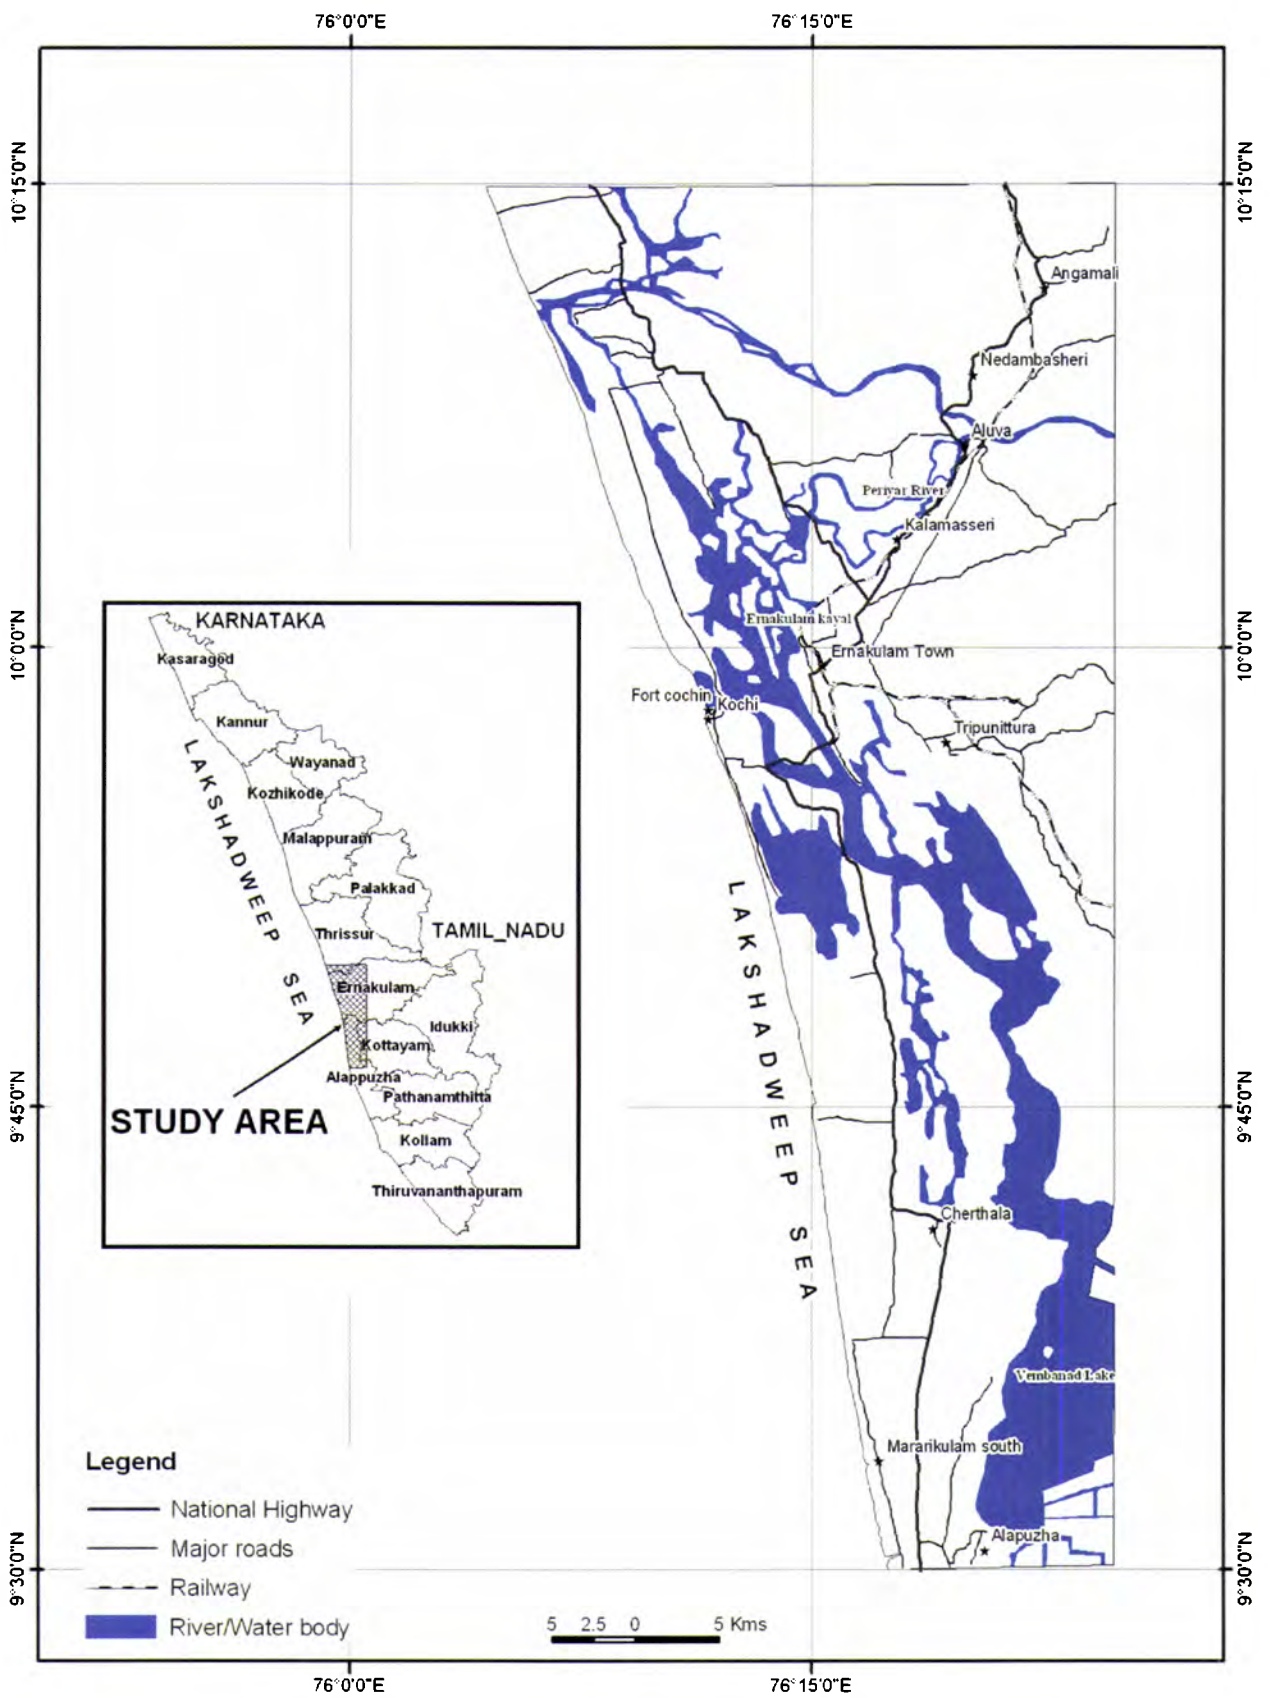 76°0'0"E
76°15'0"E
10°15'0"N
10°15'0"N
Angamali
Nedambasheri
Aluva
Periyar River
Kalamasseri
Ernakulam kayal
10°0'0"N
10°0'0"N
Ernakulam Town
Fort cochin
Kochi
Tripunittura
KARNATAKA
Kasaragod
Kannur
Wayanad
Kozhikode
Malappuram
Palakkad
Thrissur
TAMIL_NADU
Ernakulam
Idukki
Kottayam
Alappuzha
Pathanamthitta
Kollam
Thiruvananthapuram
LAKSHADWEEP SEA
STUDY AREA
LAKSHADWEEP SEA
9°45'0"N
9°45'0"N
Cherthala
Vembanad Lake
Mararikulam south
Alapuzha
Legend
National Highway
Major roads
Railway
River/Water body
9°30'0"N
9°30'0"N
5 2.5 0 5 Kms
76°0'0"E
76°15'0"E